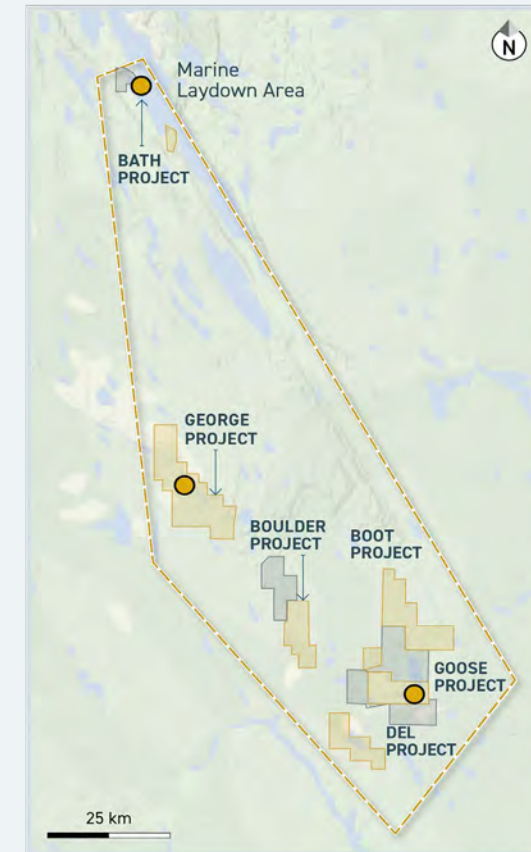 N
Marine
Laydown Area
BATH
PROJECT
GEORGE
PROJECT
BOULDER
PROJECT
BOOT
PROJECT
GOOSE
PROJECT
DEL
PROJECT
25 km